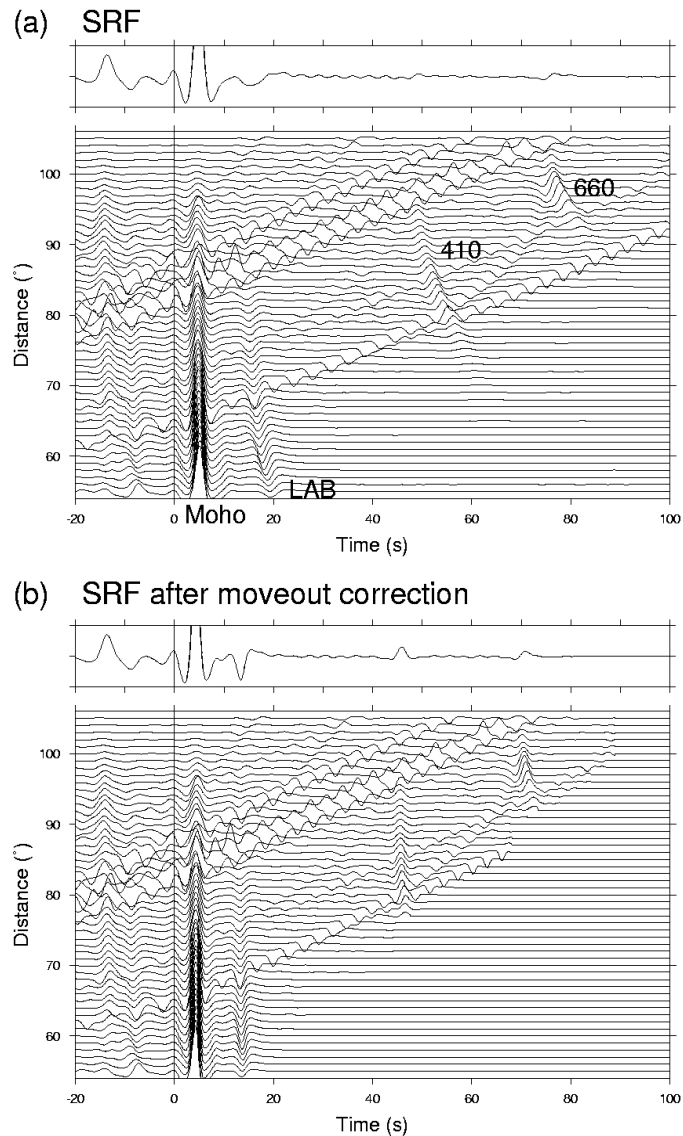 (a) SRF
100
90
80
70
60
Distance (˚)
660
410
LAB
Moho
-20 0 20 40 60 80 100
Time (s)
(b) SRF after moveout correction
100
90
80
70
60
Distance (˚)
-20 0 20 40 60 80 100
Time (s)